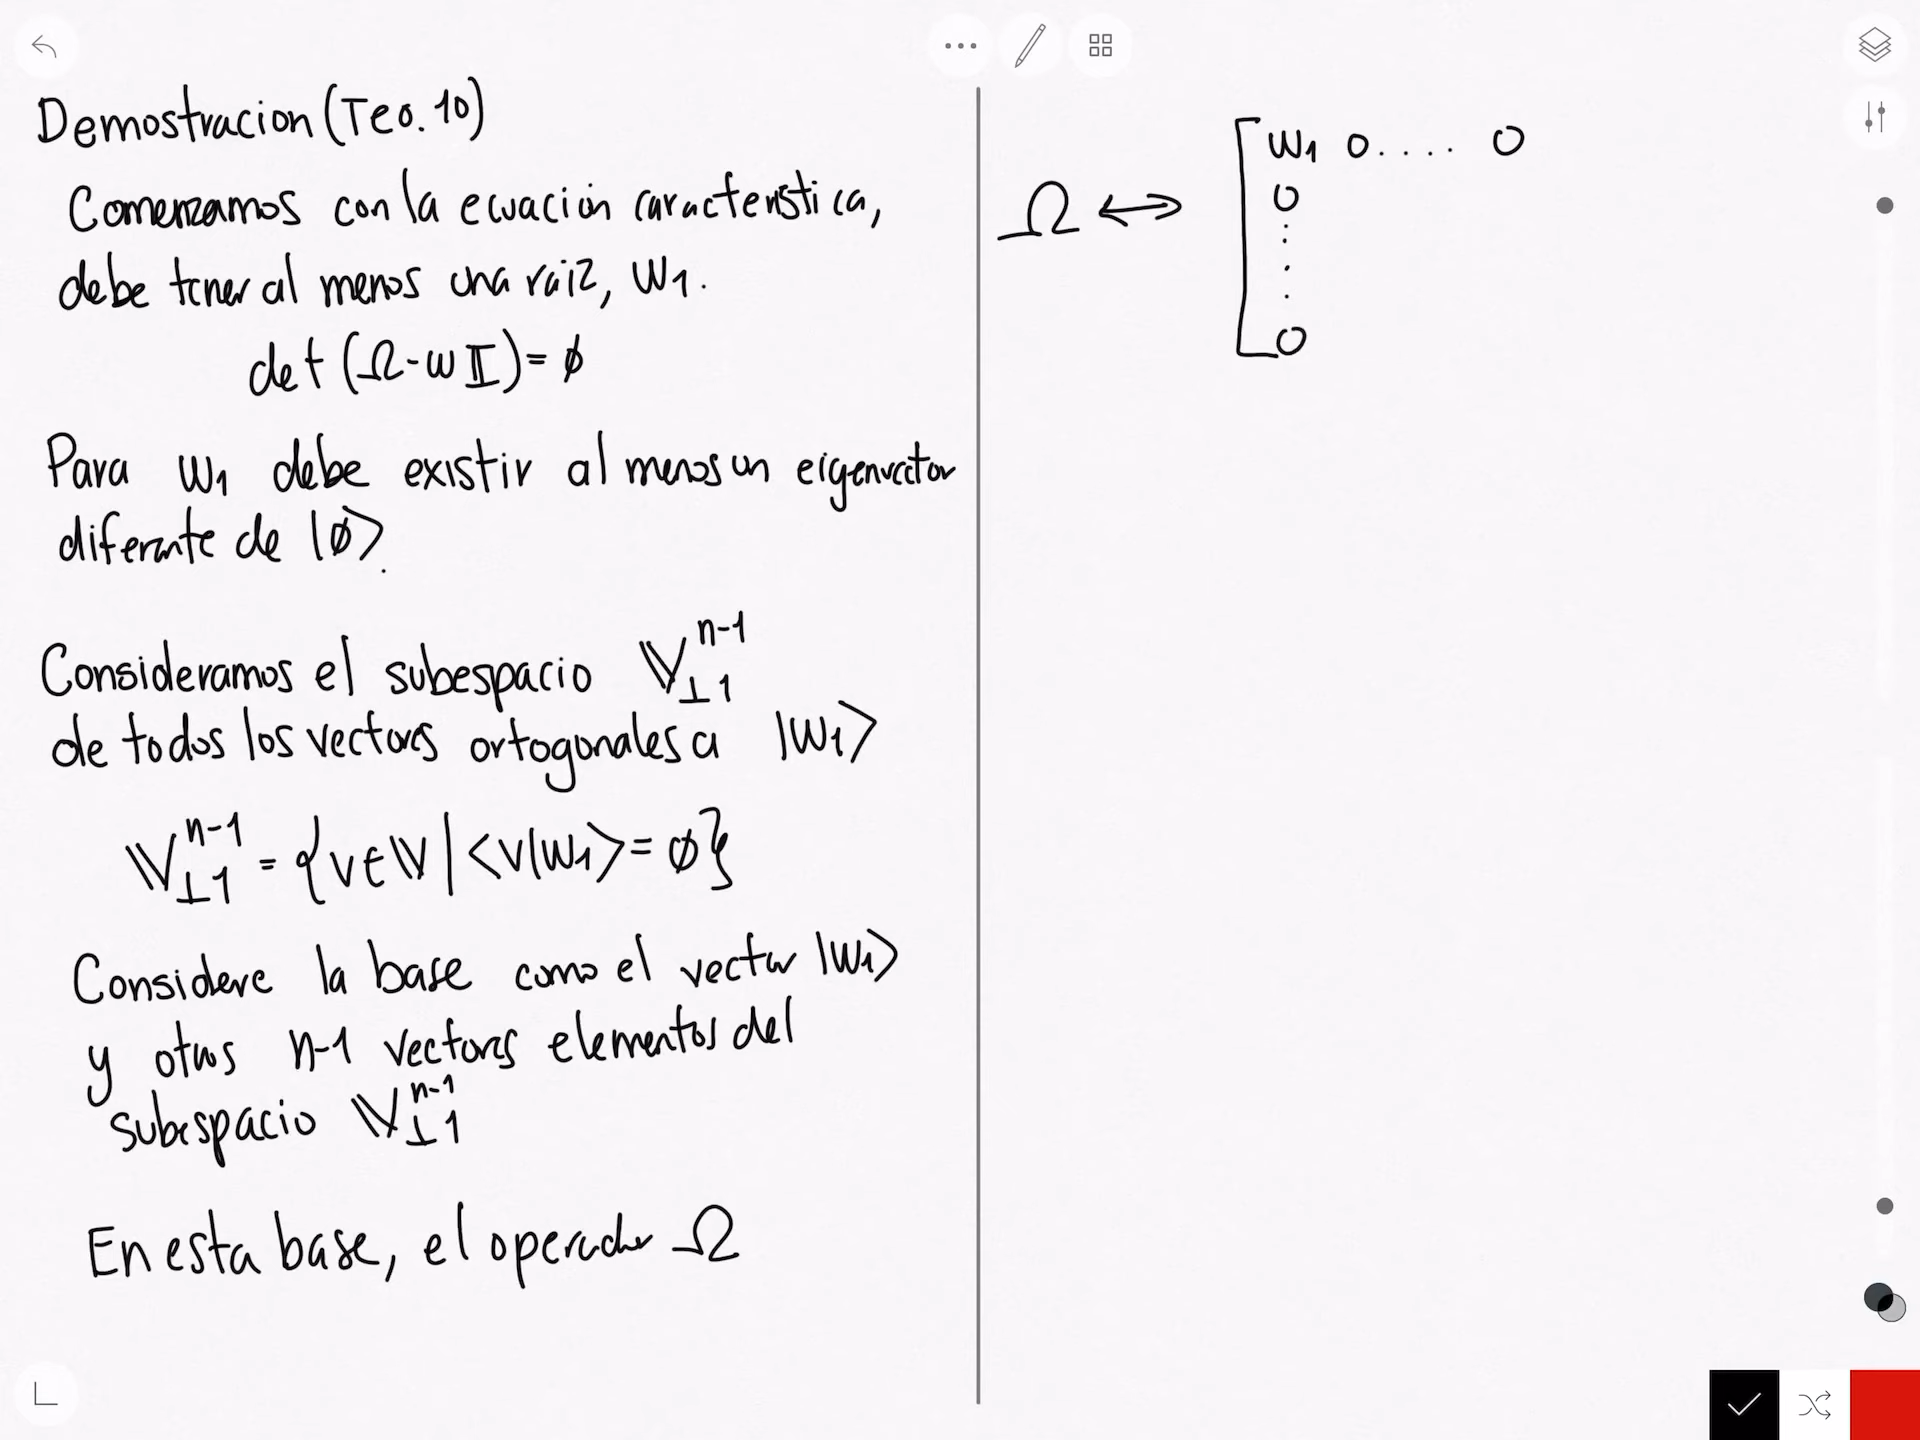 Demostracion (Teo. 10)
Comenzamos con la ecuación característica,
debe tener al menos una raiz, ω1.
det (Ω-ω𝕀) = ∅
Para ω1 debe existir al menos un eigenvector
diferente de |∅>.
Consideramos el subespacio 𝕍⊥1^n-1
de todos los vectores ortogonales a |ω1>
𝕍⊥1^n-1 = {v ∈ 𝕍 | <v|ω1> = ∅}
Considere la base como el vector |ω1>
y otros n-1 vectores elementos del
subespacio 𝕍⊥1^n-1
En esta base, el operador Ω
Ω ↔ [ ω1 0 . . . . 0
0
:
.
.
0